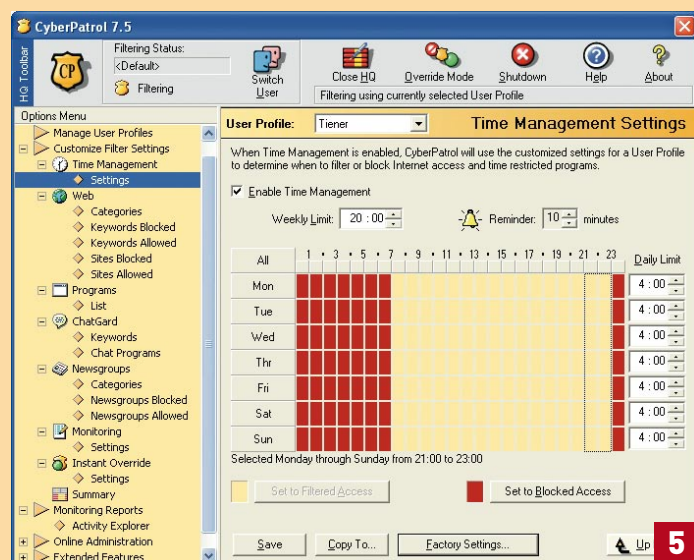 CyberPatrol 7.5
HQ Toolbar
CP
Filtering Status:
<Default>
Filtering
Switch User
Close HQ
Override Mode
Shutdown
Help
About
Filtering using currently selected User Profile
Options Menu
Manage User Profiles
Customize Filter Settings
Time Management
Settings
Web
Categories
Keywords Blocked
Keywords Allowed
Sites Blocked
Sites Allowed
Programs
List
ChatGard
Keywords
Chat Programs
Newsgroups
Categories
Newsgroups Blocked
Newsgroups Allowed
Monitoring
Settings
Instant Override
Settings
Summary
Monitoring Reports
Activity Explorer
Online Administration
Extended Features
User Profile: Tiener
Time Management Settings
When Time Management is enabled, CyberPatrol will use the customized settings for a User Profile
to determine when to filter or block Internet access and time restricted programs.
Enable Time Management
Weekly Limit: 20 : 00
Reminder: 10 minutes
All 1 • 3 • 5 • 7 • 9 • 11 • 13 • 15 • 17 • 19 • 21 • 23 Daily Limit
Mon 4 : 00
Tue 4 : 00
Wed 4 : 00
Thr 4 : 00
Fri 4 : 00
Sat 4 : 00
Sun 4 : 00
Selected Monday through Sunday from 21:00 to 23:00
Set to Filtered Access
Set to Blocked Access
Save
Copy To...
Factory Settings...
Up
5